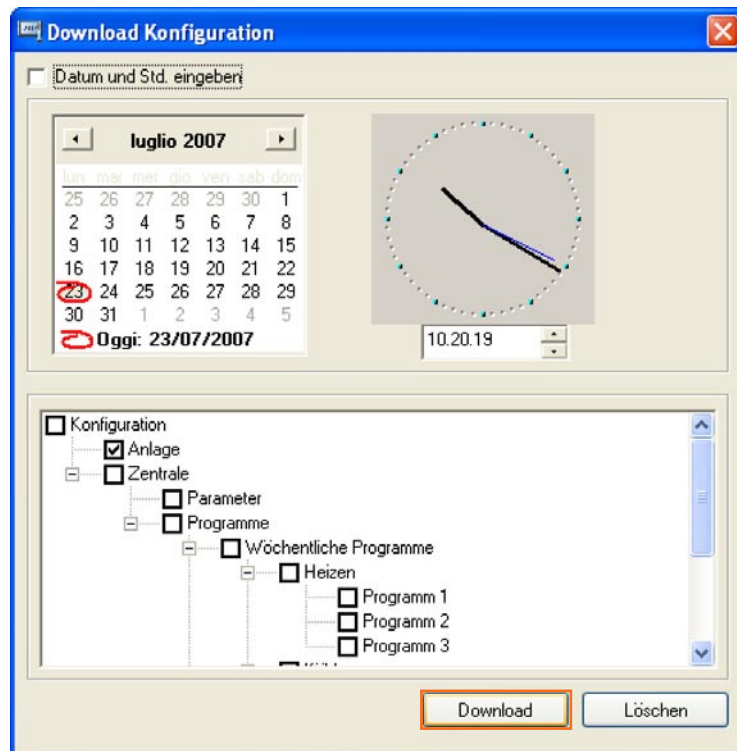 Download Konfiguration
Datum und Std. eingeben
luglio 2007
lun mar mer gio ven sab dom
25 26 27 28 29 30 1
2 3 4 5 6 7 8
9 10 11 12 13 14 15
16 17 18 19 20 21 22
23 24 25 26 27 28 29
30 31 1 2 3 4 5
Oggi: 23/07/2007
10.20.19
Konfiguration
Anlage
Zentrale
Parameter
Programme
Wöchentliche Programme
Heizen
Programm 1
Programm 2
Programm 3
Download
Löschen